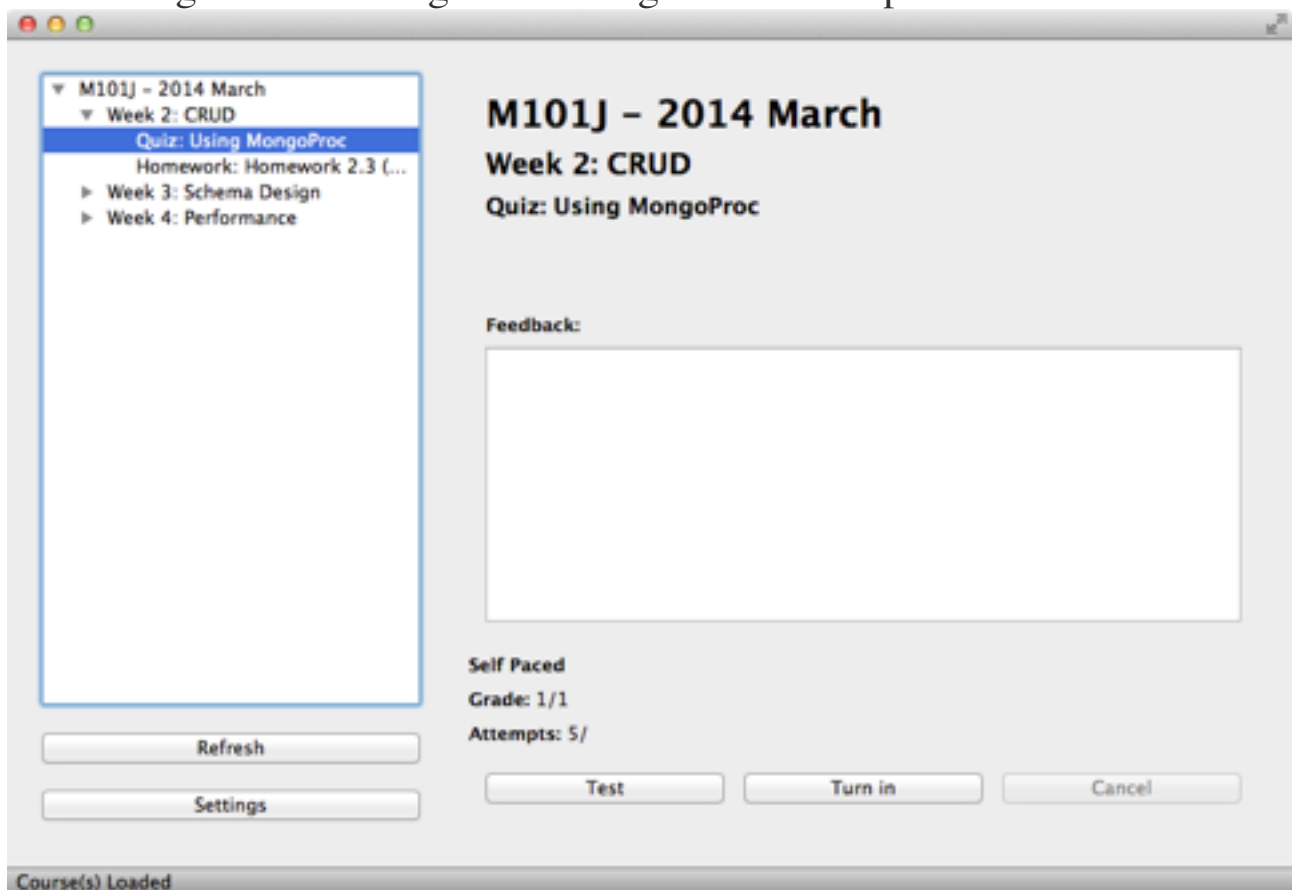 M101J – 2014 March
Week 2: CRUD
Quiz: Using MongoProc
Homework: Homework 2.3 (...
Week 3: Schema Design
Week 4: Performance
Refresh
Settings
M101J – 2014 March
Week 2: CRUD
Quiz: Using MongoProc
Feedback:
Self Paced
Grade: 1/1
Attempts: 5/
Test
Turn in
Cancel
Course(s) Loaded